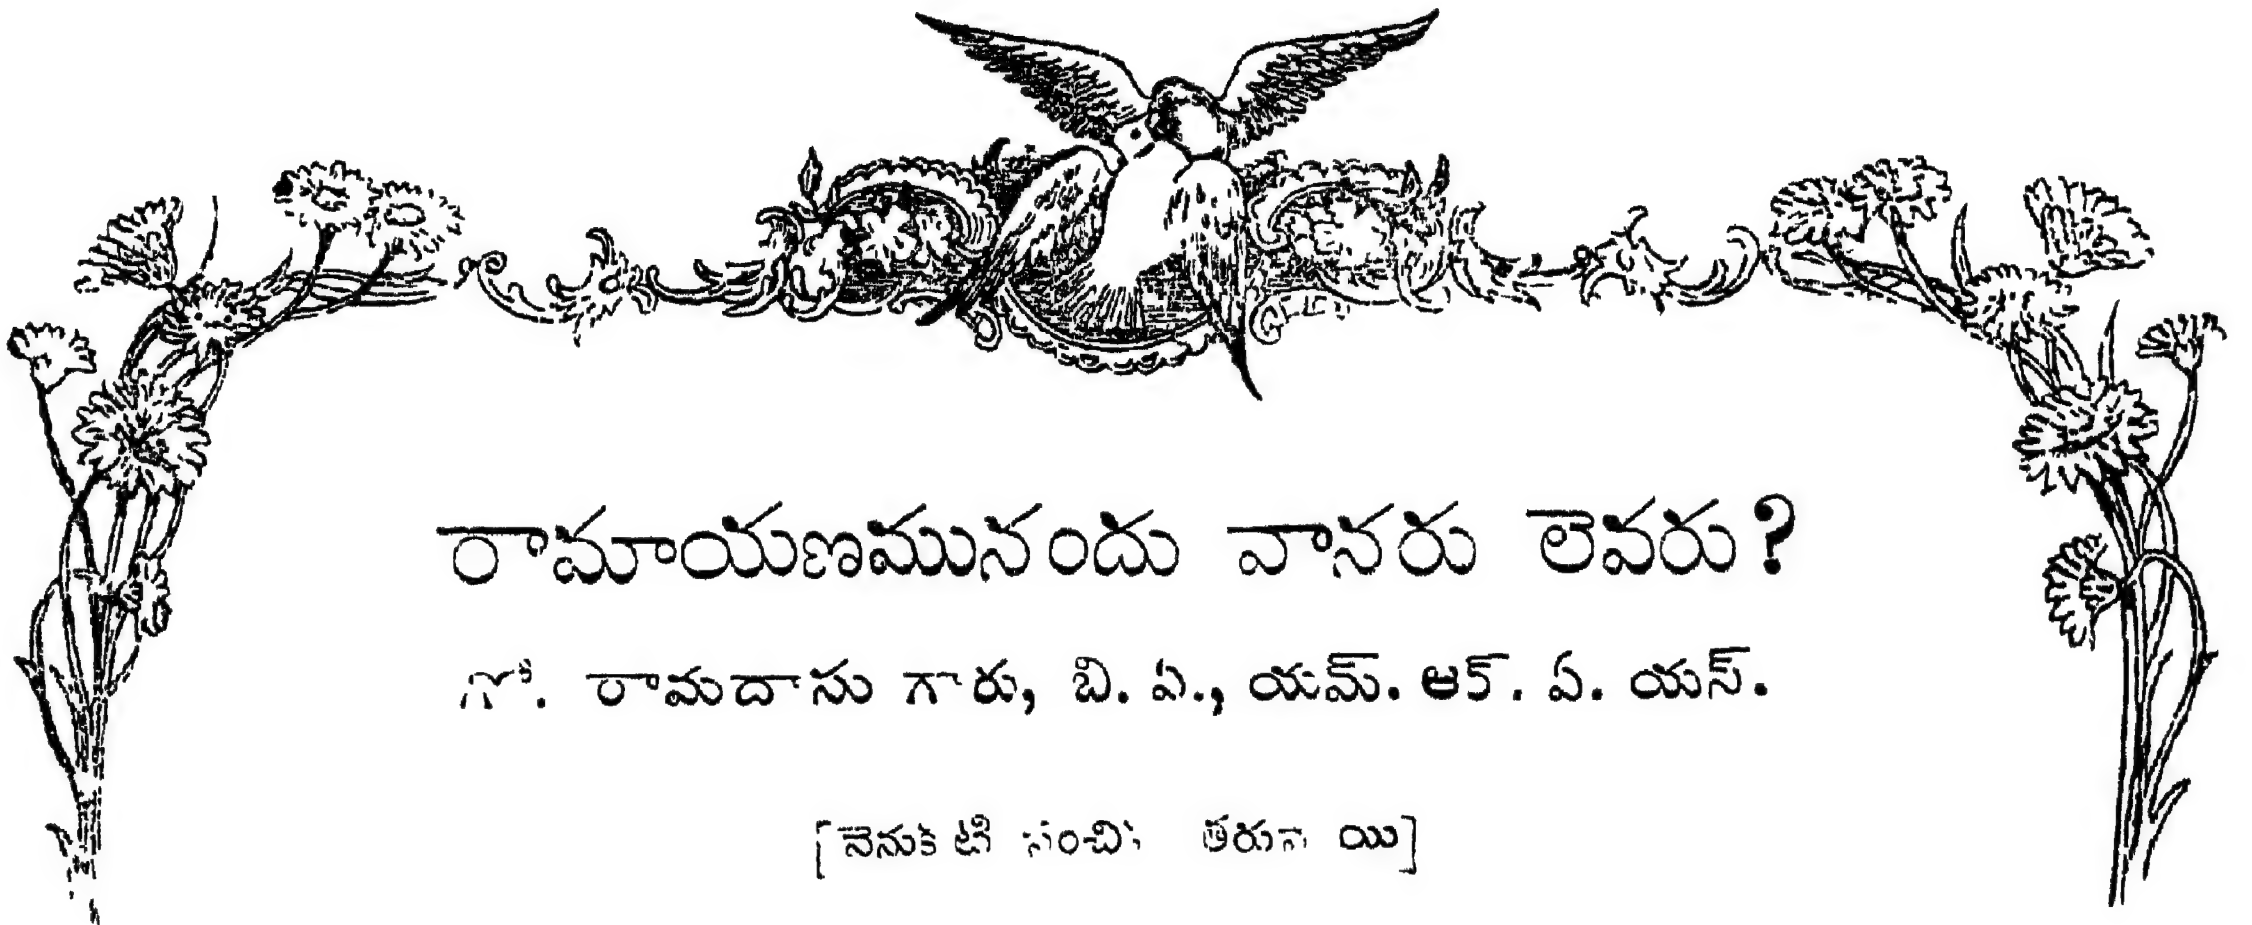 రామాయణమునందు వానరు లెవరు?
గో. రామదాసు గారు, బి. ఏ., యమ్. ఆర్. ఏ. యస్.
[వెనుకటి సంచిక తరువాయి]